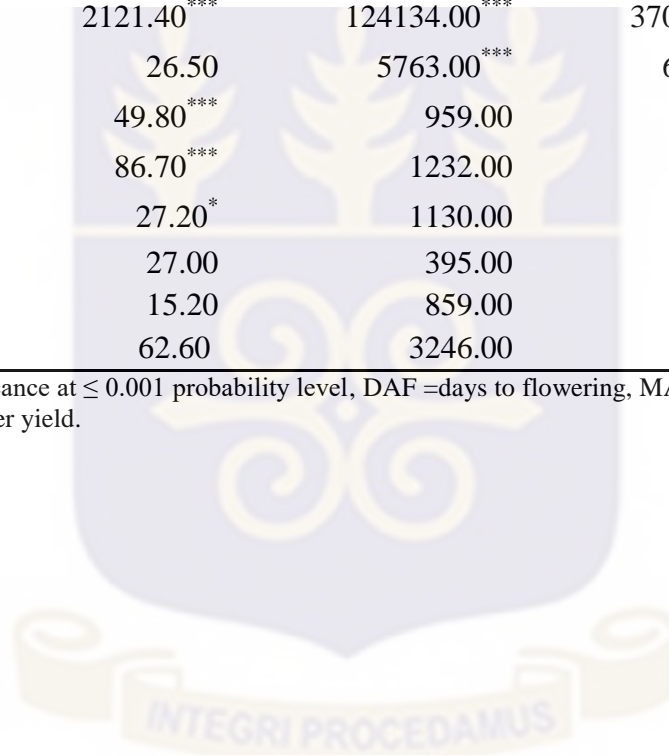 2121.40*** 124134.00*** 370
26.50 5763.00*** 6
49.80*** 959.00
86.70*** 1232.00
27.20* 1130.00
27.00 395.00
15.20 859.00
62.60 3246.00
ance at ≤ 0.001 probability level, DAF =days to flowering, MA
er yield.
INTEGRI PROCEDAMUS